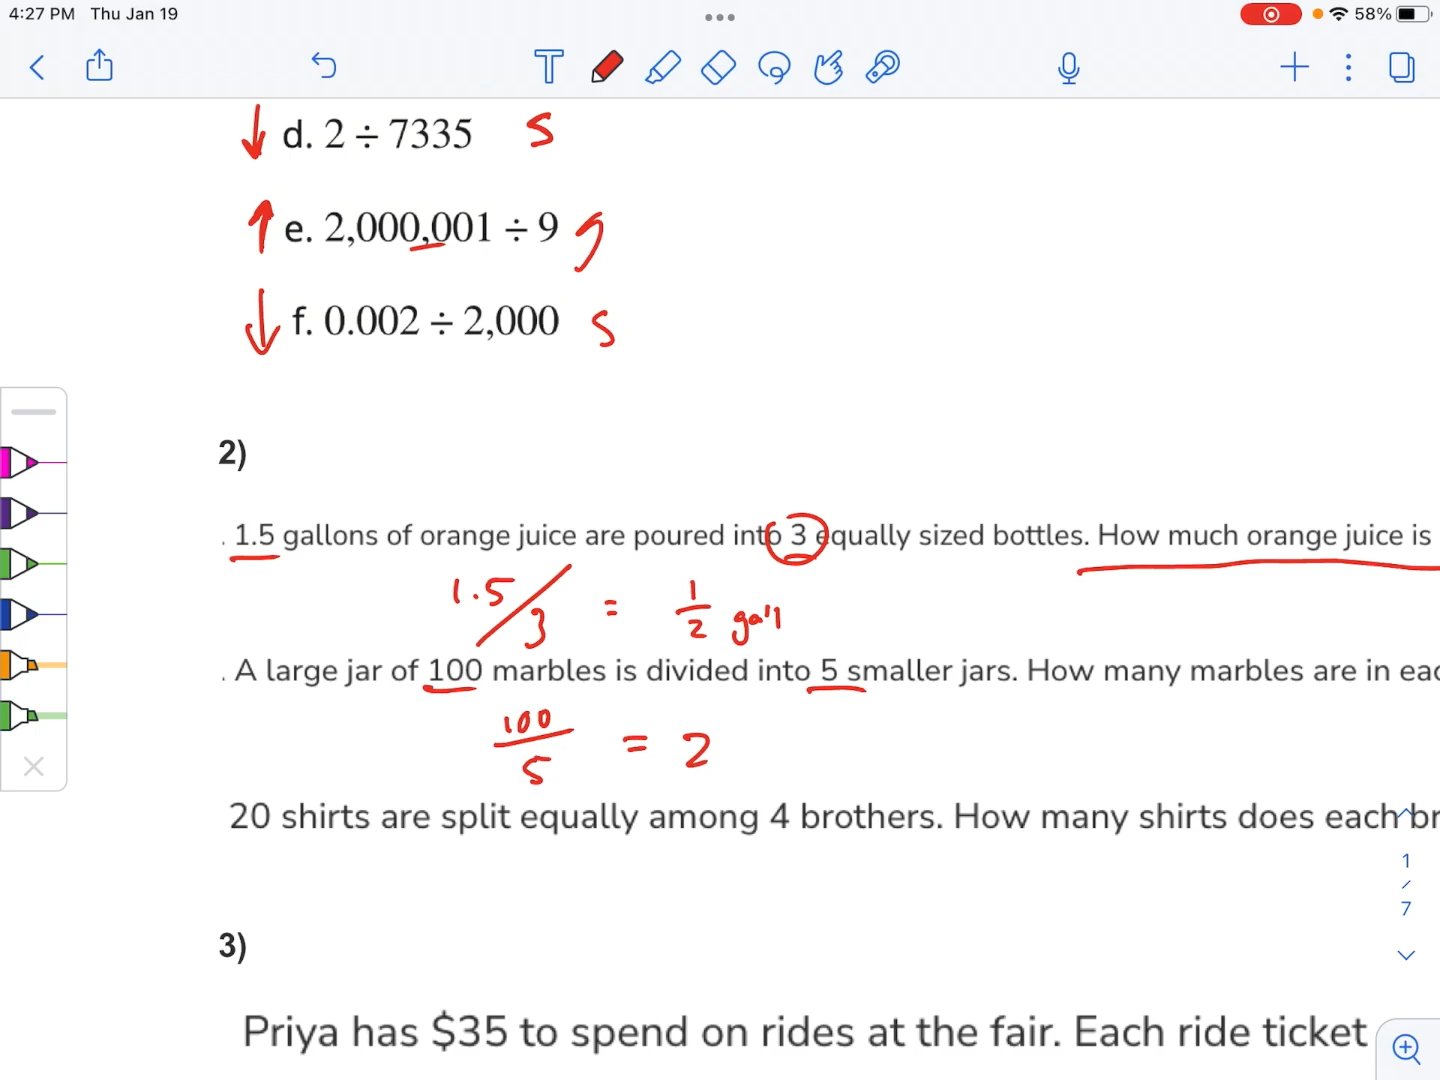 4:27 PM Thu Jan 19
58%
d. 2 ÷ 7335 S
e. 2,000,001 ÷ 9
f. 0.002 ÷ 2,000 S
2)
. 1.5 gallons of orange juice are poured into 3 equally sized bottles. How much orange juice is
1.5/3 = 1/2 gal
. A large jar of 100 marbles is divided into 5 smaller jars. How many marbles are in eac
100/5 = 2
20 shirts are split equally among 4 brothers. How many shirts does each br
1
/
7
3)
Priya has $35 to spend on rides at the fair. Each ride ticket